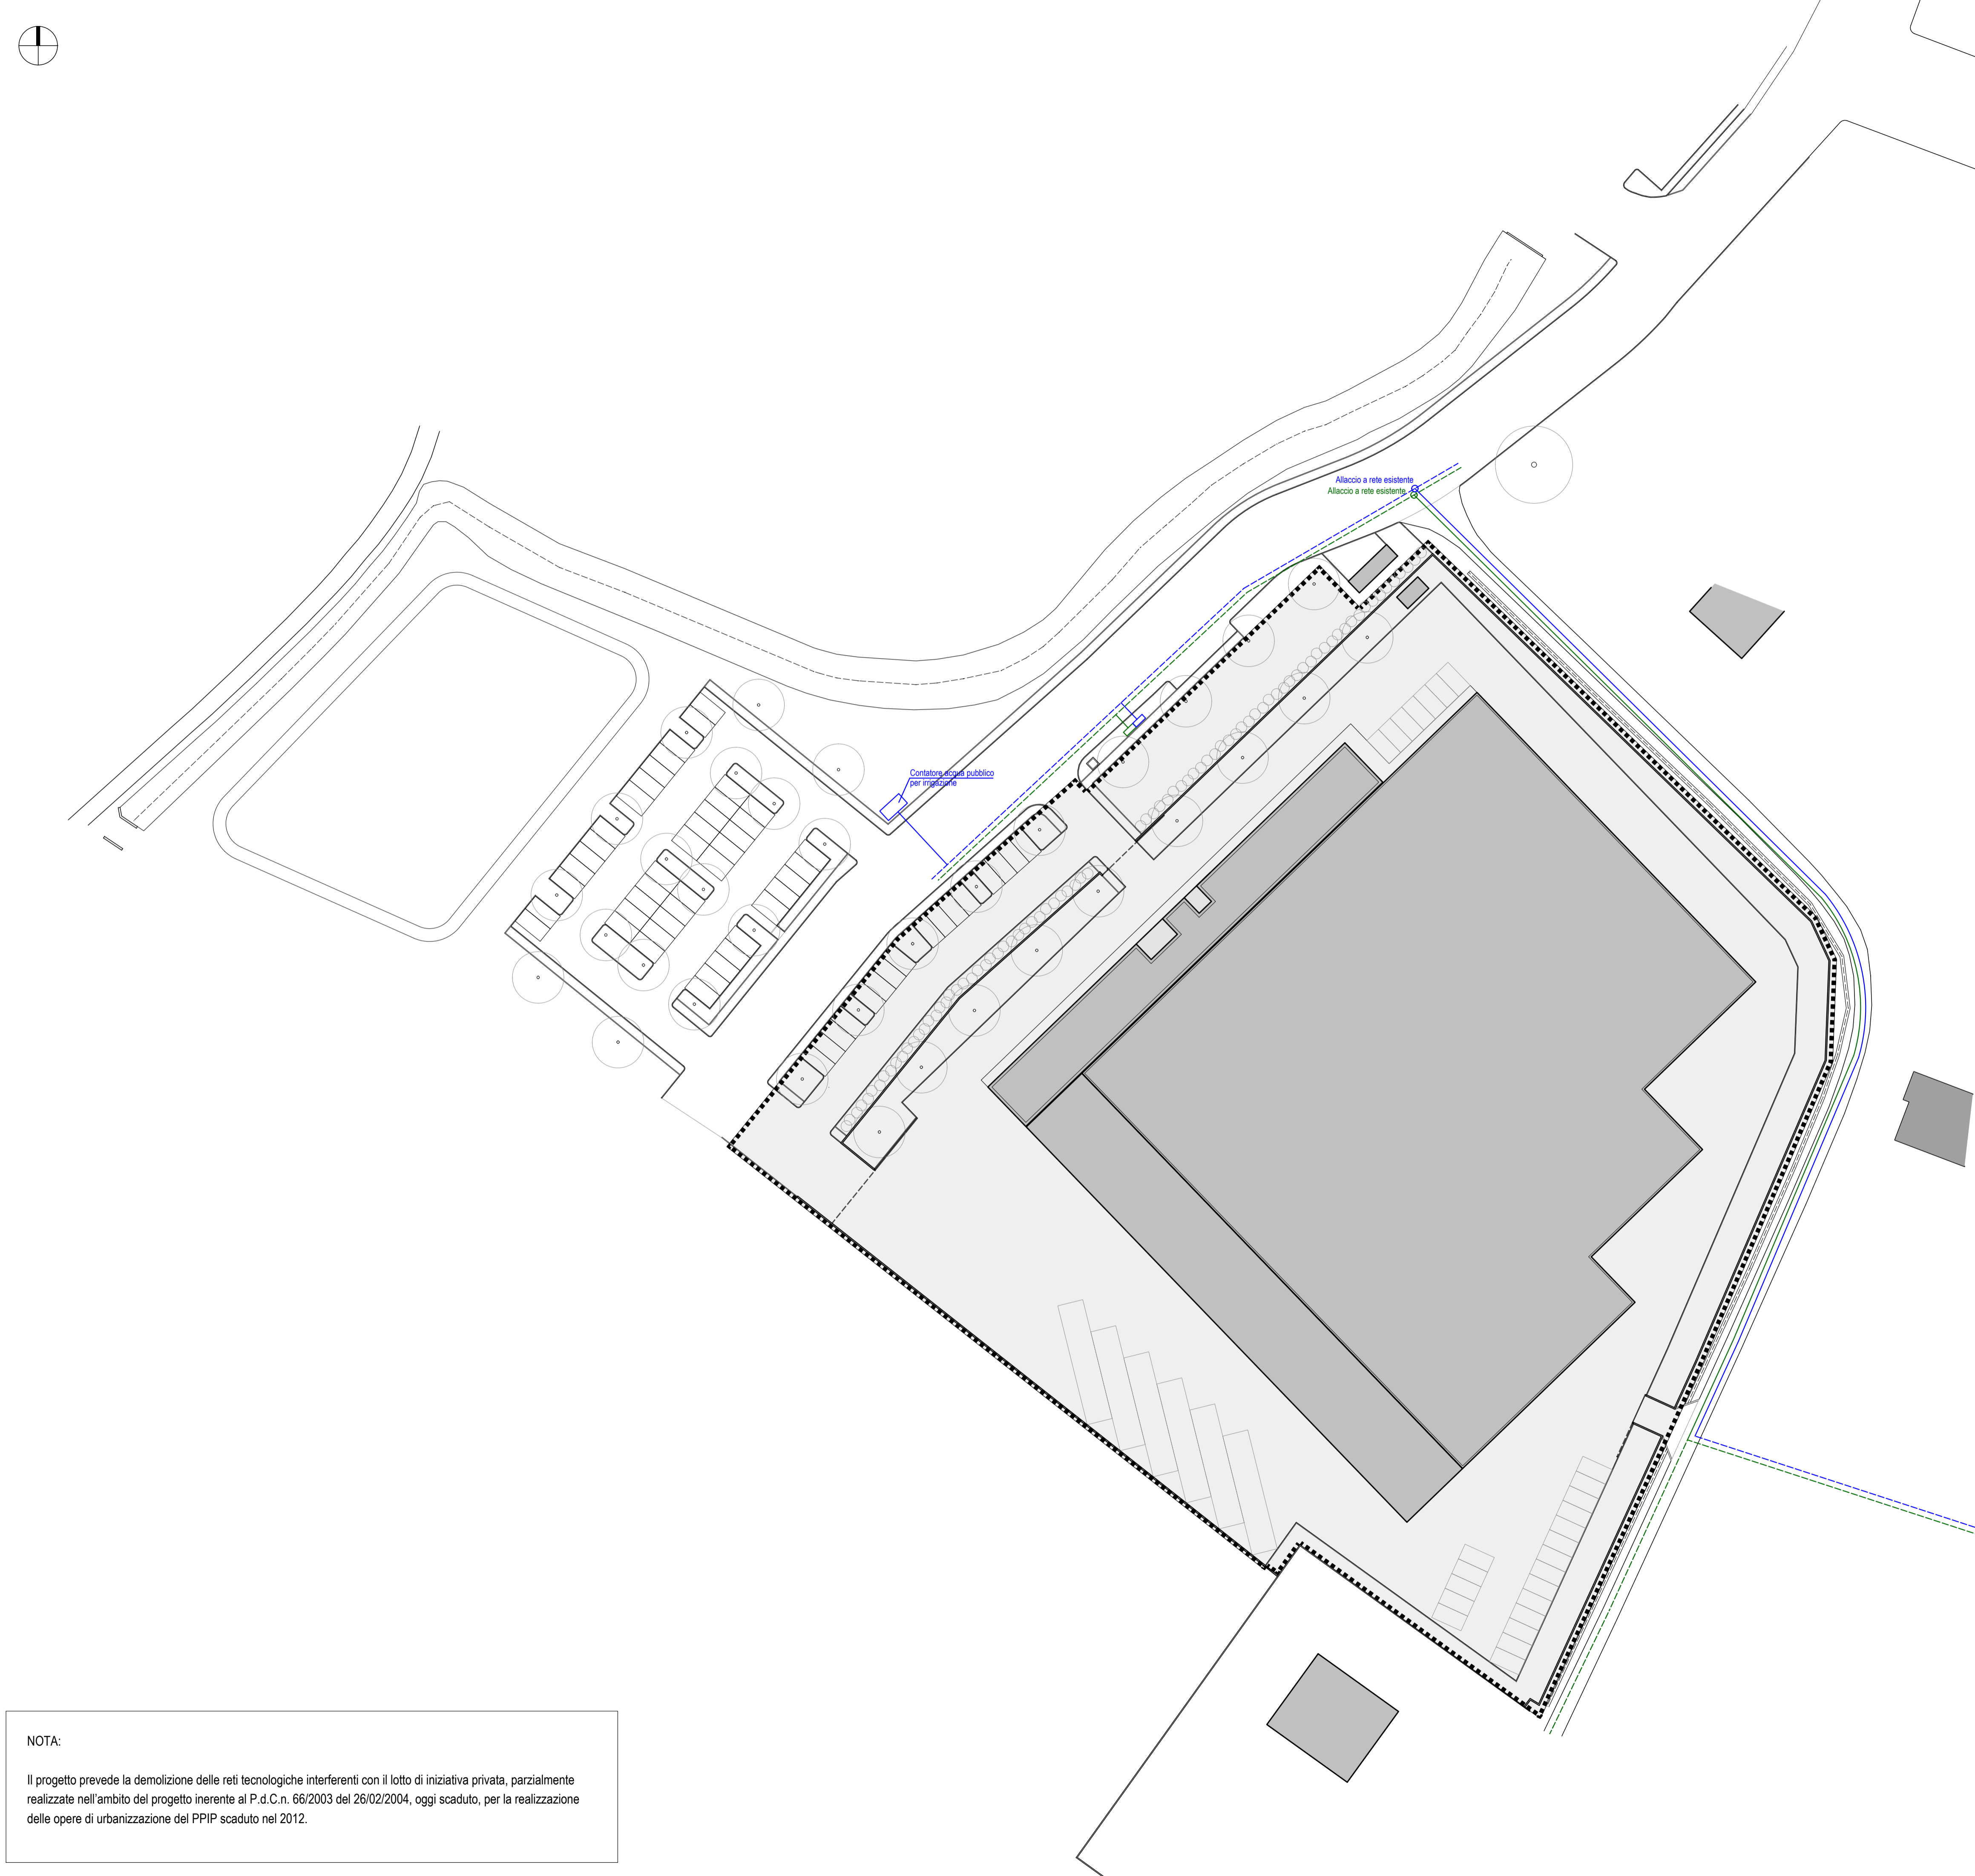 Allaccio a rete esistente
Allaccio a rete esistente
Contatore acqua pubblico
per irrigazione
NOTA:
Il progetto prevede la demolizione delle reti tecnologiche interferenti con il lotto di iniziativa privata, parzialmente
realizzate nell'ambito del progetto inerente al P.d.C.n. 66/2003 del 26/02/2004, oggi scaduto, per la realizzazione
delle opere di urbanizzazione del PPIP scaduto nel 2012.